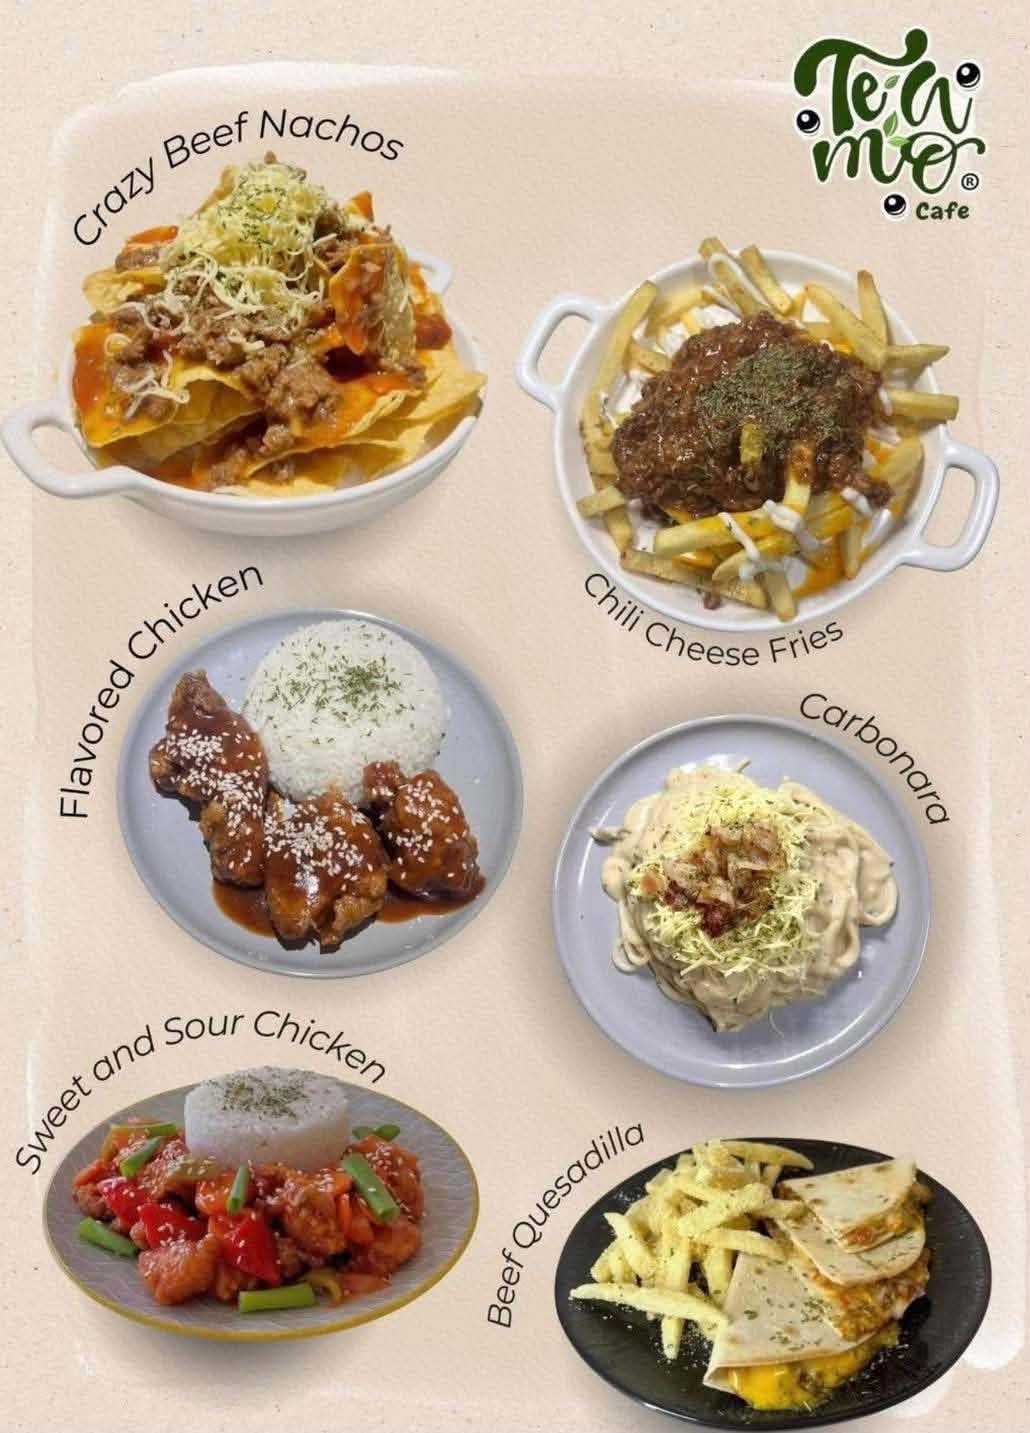 Te a
mo®
Cafe
Crazy Beef Nachos
Chili Cheese Fries
Flavored Chicken
Carbonara
Sweet and Sour Chicken
Beef Quesadilla